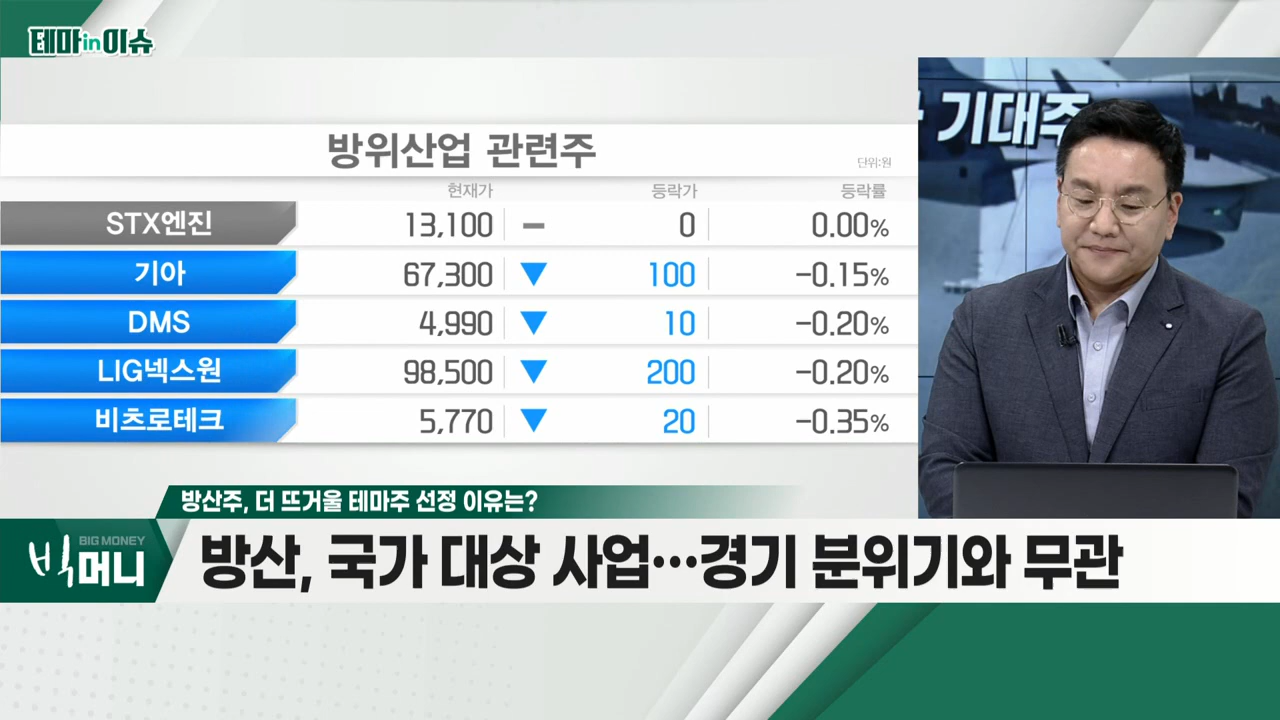 테마in이슈
기대주
방위산업 관련주
단위:원
현재가 등락가 등락률
STX엔진 13,100 0 0.00%
기아 67,300 ▼ 100 -0.15%
DMS 4,990 ▼ 10 -0.20%
LIG넥스원 98,500 ▼ 200 -0.20%
비츠로테크 5,770 ▼ 20 -0.35%
방산주, 더 뜨거울 테마주 선정 이유는?
BIG MONEY
빅머니
방산, 국가 대상 사업…경기 분위기와 무관